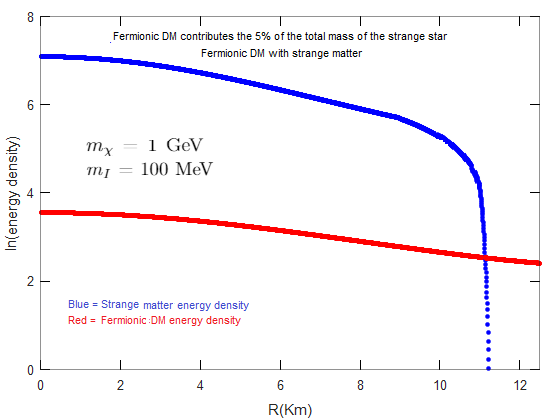 Fermionic DM contributes the 5% of the total mass of the strange star
Fermionic DM with strange matter
mχ = 1 GeV
mI = 100 MeV
Blue = Strange matter energy density
Red = Fermionic DM energy density
ln(energy density)
8
6
4
2
0
0 2 4 6 8 10 12
R(Km)